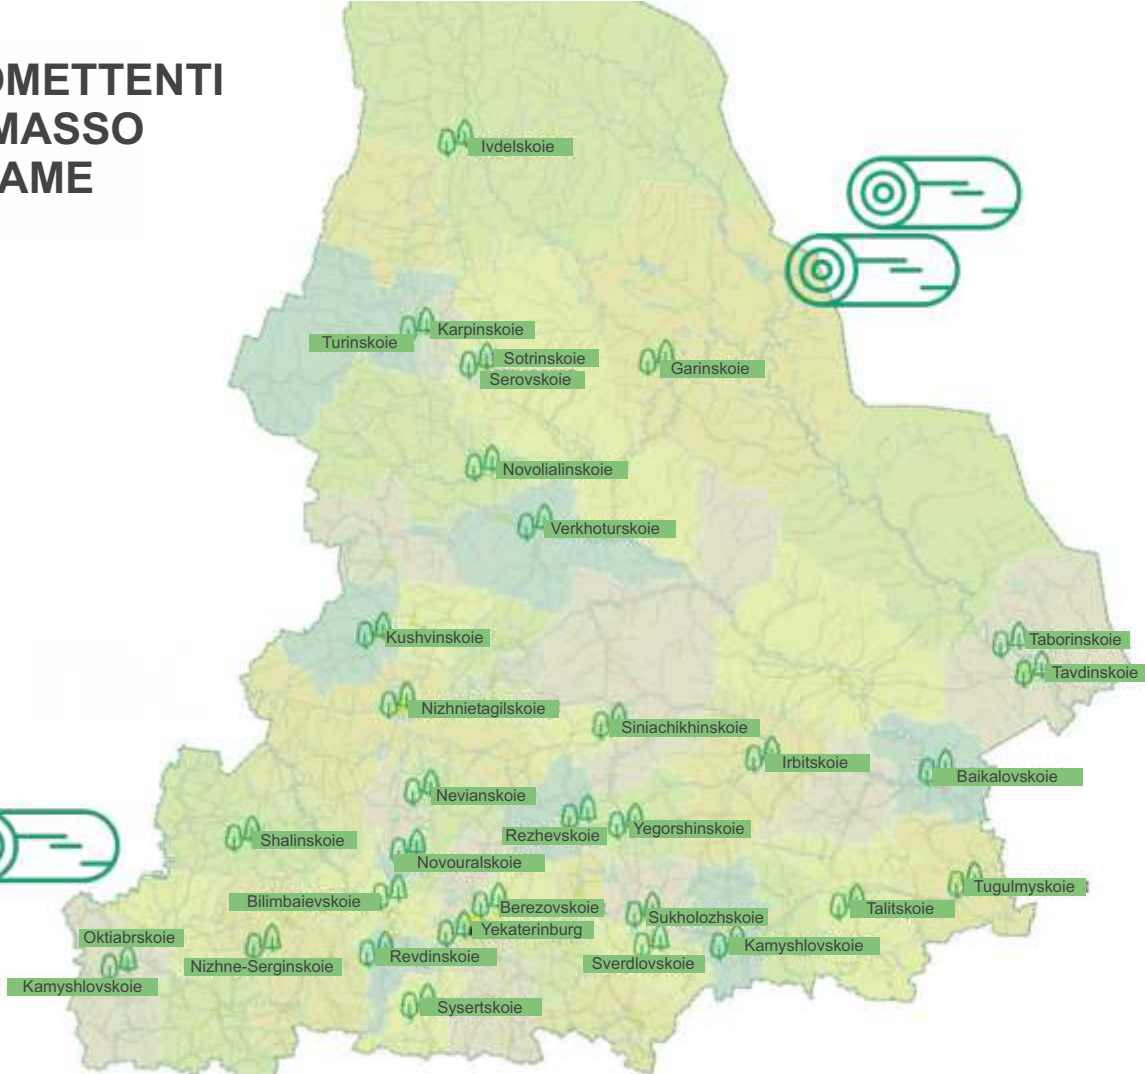 OMETTENTI
MASSO
AME
Ivdelskoie
Karpinskoie
Turinskoie
Sotrinskoie
Serovskoie
Garinskoie
Novolialinskoie
Verkhoturskoie
Kushvinskoie
Taborinskoie
Tavdinskoie
Nizhnietagilskoie
Siniachikhinskoie
Irbitskoie
Baikalovskoie
Nevianskoie
Rezhevskoie
Yegorshinskoie
Shalinskoie
Novouralskoie
Bilimbaievskoie
Tugulmyskoie
Berezovskoie
Talitskoie
Sukholozhskoie
Yekaterinburg
Oktiabrskoie
Kamyshlovskoie
Revdinskoie
Sverdlovskoie
Nizhne-Serginskoie
Kamyshlovskoie
Sysertskoie